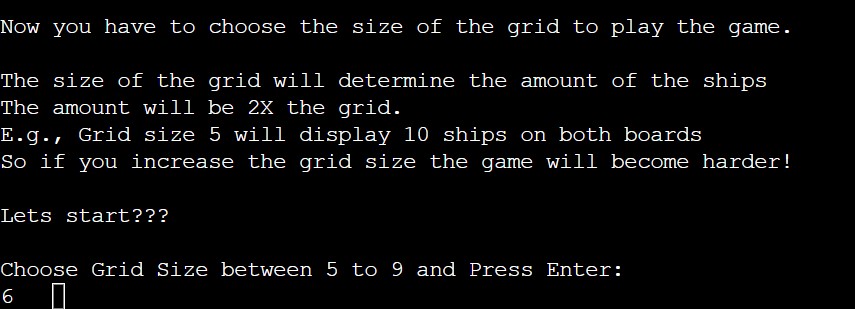 Now you have to choose the size of the grid to play the game.
The size of the grid will determine the amount of the ships
The amount will be 2X the grid.
E.g., Grid size 5 will display 10 ships on both boards
So if you increase the grid size the game will become harder!
Lets start???
Choose Grid Size between 5 to 9 and Press Enter:
6